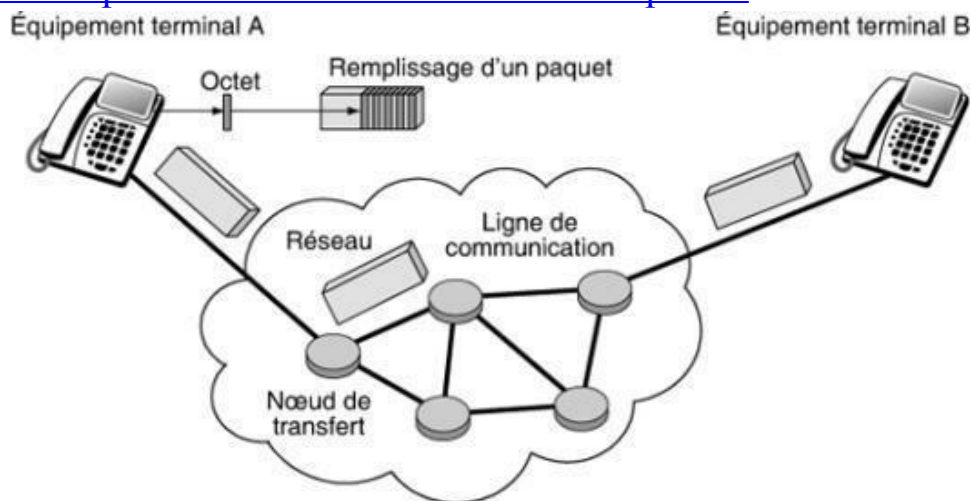 Équipement terminal A
Équipement terminal B
Octet
Remplissage d'un paquet
Réseau
Ligne de
communication
Nœud de
transfert